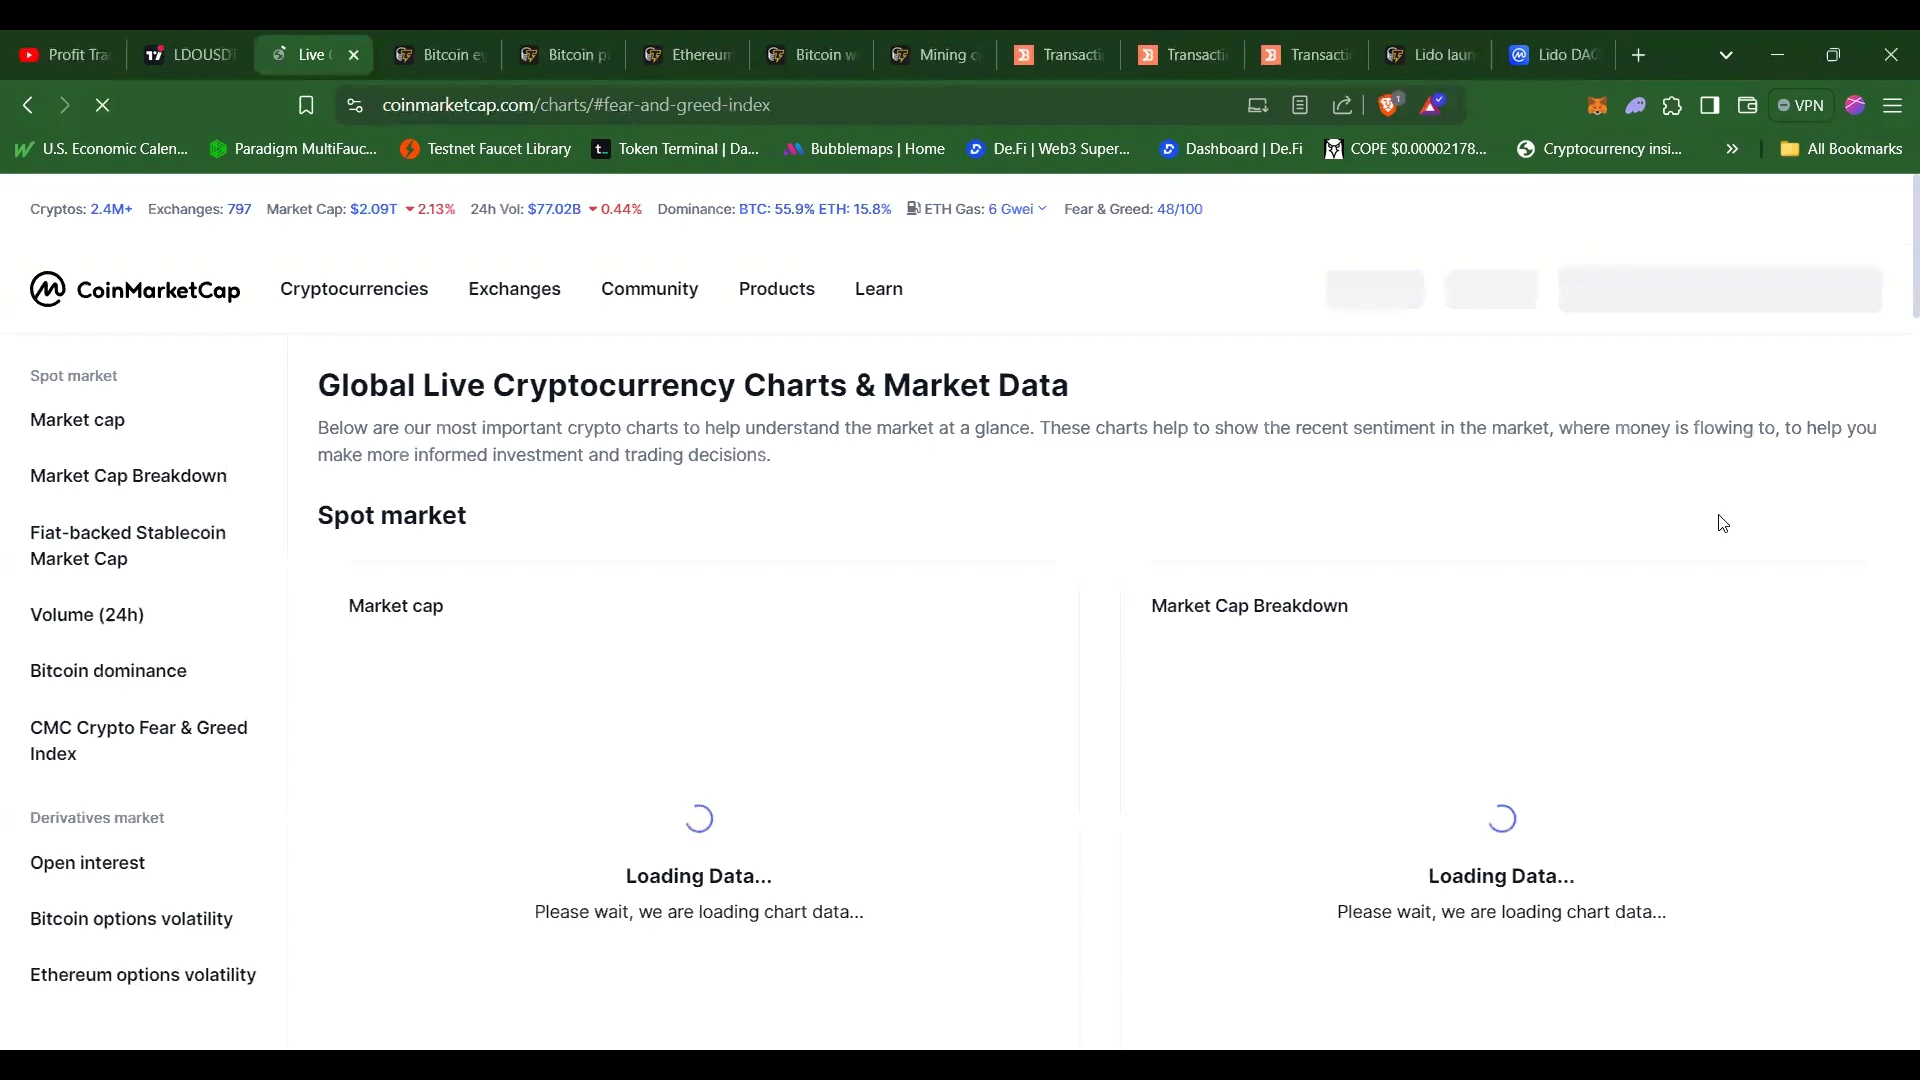 Profit Tra
LDOUSDT
Live
Bitcoin e
Bitcoin p
Ethereum
Bitcoin w
Mining c
Transacti
Transacti
Transacti
Lido laun
Lido DAO
coinmarketcap.com/charts/#fear-and-greed-index
1
VPN
U.S. Economic Calen...
Paradigm MultiFauc...
Testnet Faucet Library
Token Terminal | Da...
Bubblemaps | Home
De.Fi | Web3 Super...
Dashboard | De.Fi
COPE $0.00002178...
Cryptocurrency insi...
»
All Bookmarks
Cryptos: 2.4M+ Exchanges: 797 Market Cap: $2.09T 2.13% 24h Vol: $77.02B 0.44% Dominance: BTC: 55.9% ETH: 15.8% ETH Gas: 6 Gwei Fear & Greed: 48/100
CoinMarketCap
Cryptocurrencies
Exchanges
Community
Products
Learn
Spot market
Market cap
Market Cap Breakdown
Fiat-backed Stablecoin
Market Cap
Volume (24h)
Bitcoin dominance
CMC Crypto Fear & Greed
Index
Derivatives market
Open interest
Bitcoin options volatility
Ethereum options volatility
Global Live Cryptocurrency Charts & Market Data
Below are our most important crypto charts to help understand the market at a glance. These charts help to show the recent sentiment in the market, where money is flowing to, to help you
make more informed investment and trading decisions.
Spot market
Market cap
Loading Data...
Please wait, we are loading chart data...
Market Cap Breakdown
Loading Data...
Please wait, we are loading chart data...